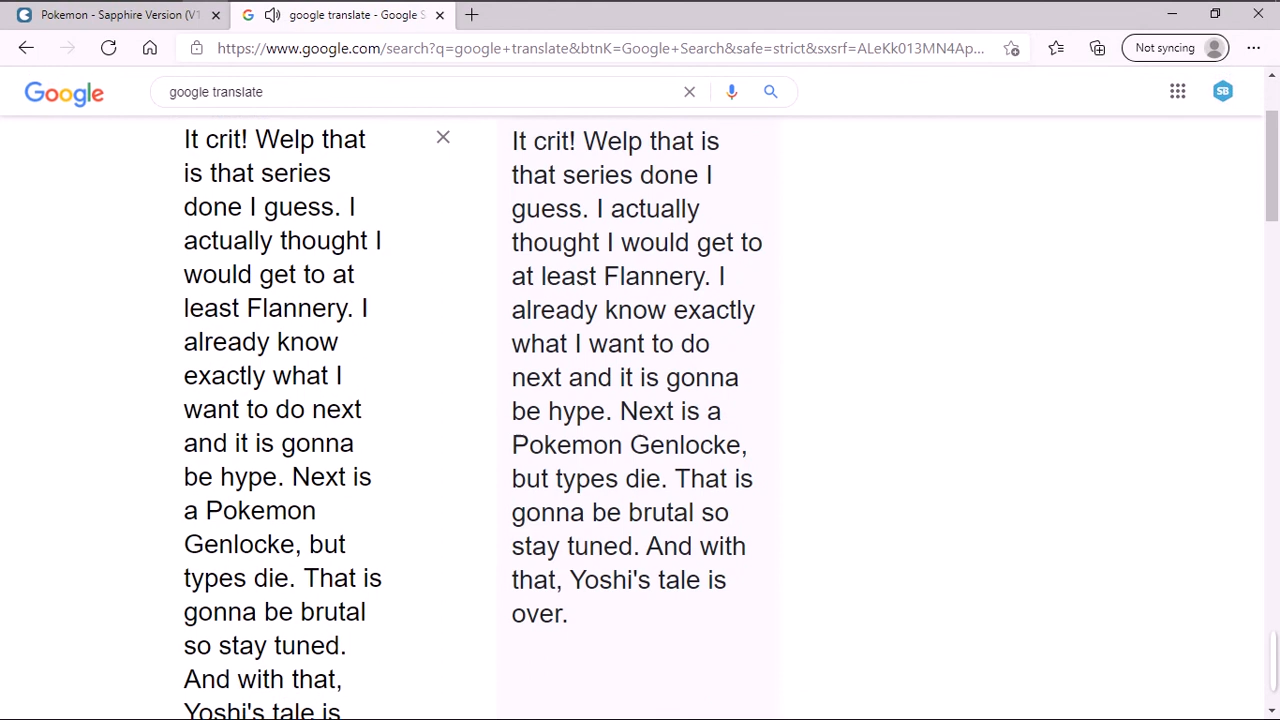 Pokemon - Sapphire Version (V1
google translate - Google S
https://www.google.com/search?q=google+translate&btnK=Google+Search&safe=strict&sxsrf=ALeKk013MN4Ap...
Not syncing
Google
google translate
SB
It crit! Welp that
is that series
done I guess. I
actually thought I
would get to at
least Flannery. I
already know
exactly what I
want to do next
and it is gonna
be hype. Next is
a Pokemon
Genlocke, but
types die. That is
gonna be brutal
so stay tuned.
And with that,
Yoshi's tale is
It crit! Welp that is
that series done I
guess. I actually
thought I would get to
at least Flannery. I
already know exactly
what I want to do
next and it is gonna
be hype. Next is a
Pokemon Genlocke,
but types die. That is
gonna be brutal so
stay tuned. And with
that, Yoshi's tale is
over.